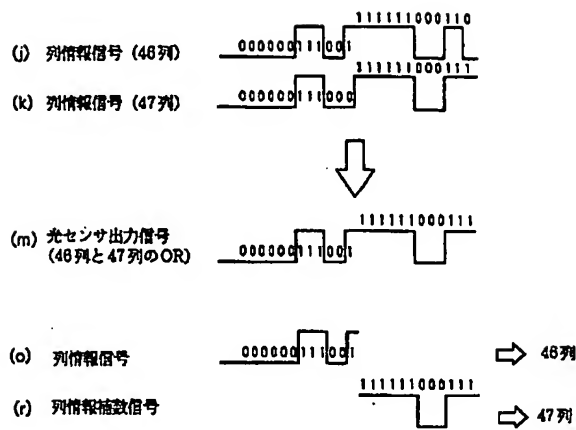 111111000110
(j) 列情報信号 (46列) 000000111001
111111000111
(k) 列情報信号 (47列) 000000111000
111111000111
(m) 光センサ出力信号
000000111001
(46列と47列のOR)
(o) 列情報信号 000000111001 46列
111111000111
(r) 列情報補数信号 47列